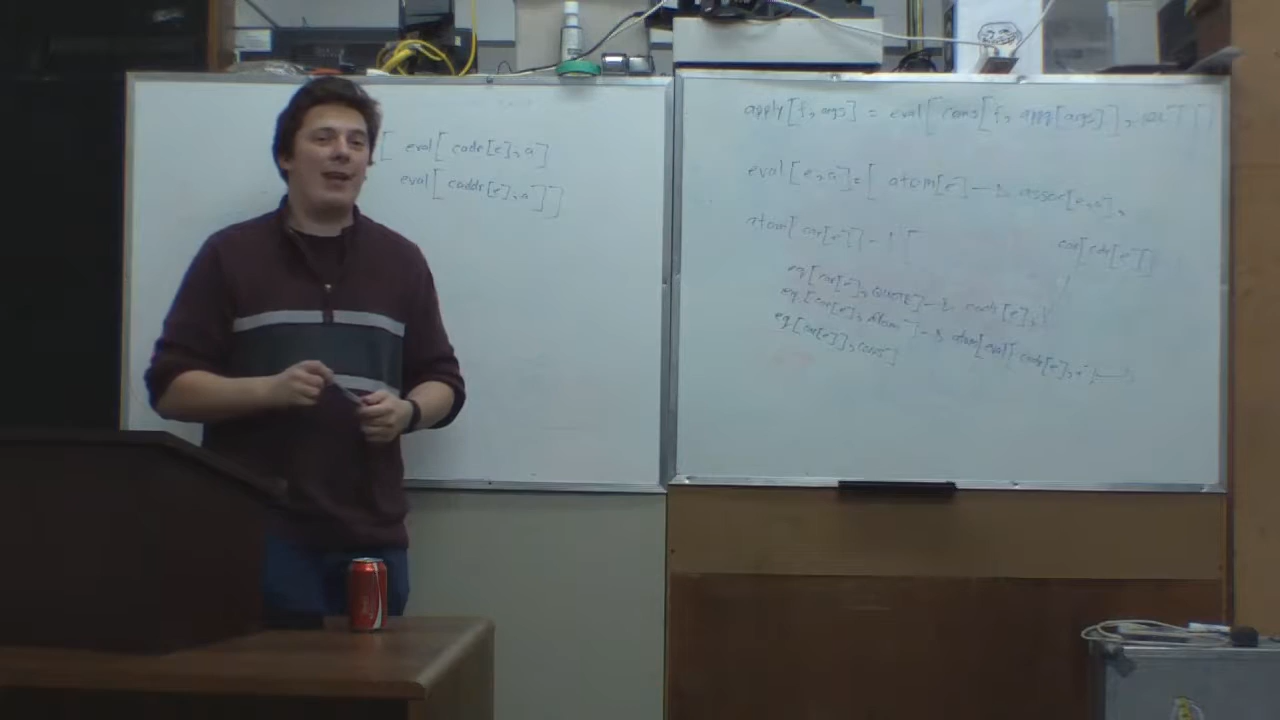 [ eval[cadr[e],a]
eval[caddr[e],a]]]
apply[f, args] = eval[cons[f, appq[args]],
eval[e,a]=[ atom[e] → assoc[e,a],
atom[car[e]] → [
car[cdr[e]]
eq[car[e], QUOTE] → cadr[e],
eq[car[e], Atom] → atom[eval[cadr[e],a]
eq[car[e]], cons]